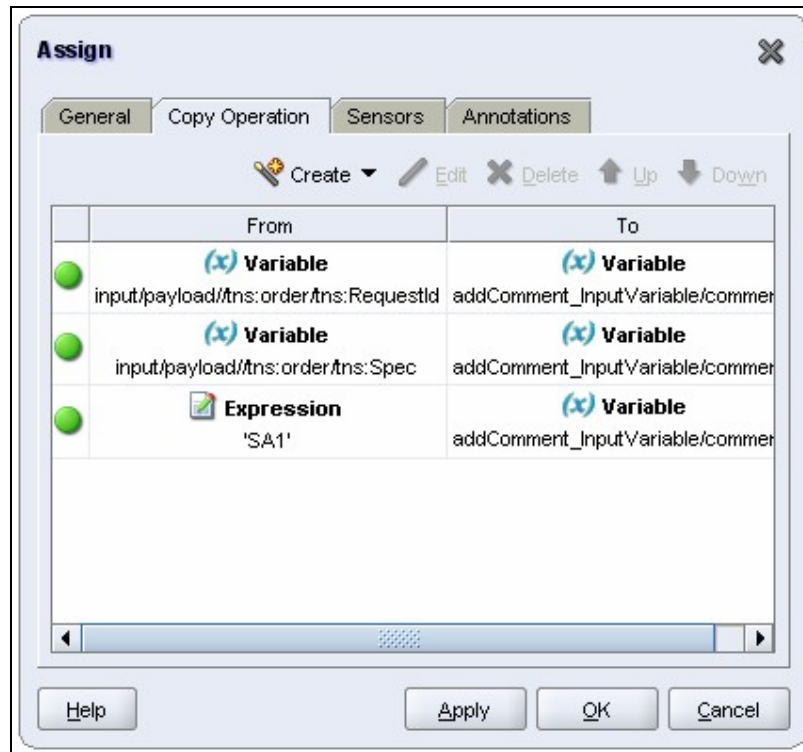 Assign
General Copy Operation Sensors Annotations
Create Edit Delete Up Down
From To
(x) Variable (x) Variable
input/payload//tns:order/tns:RequestId addComment_InputVariable/commer
(x) Variable (x) Variable
input/payload//tns:order/tns:Spec addComment_InputVariable/commer
Expression (x) Variable
'SA1' addComment_InputVariable/commer
Help Apply OK Cancel